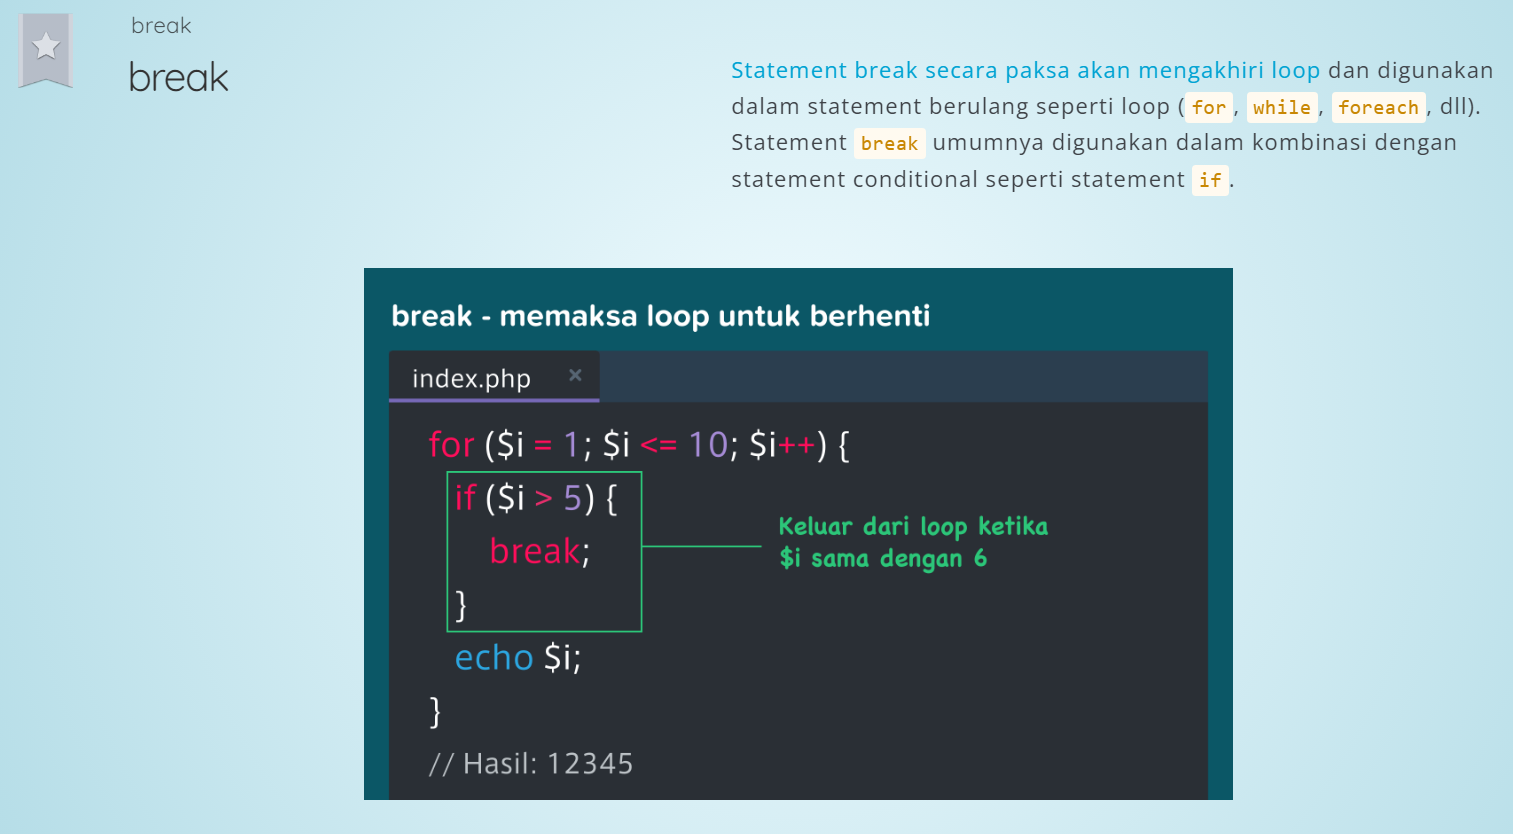 break
break
Statement break secara paksa akan mengakhiri loop dan digunakan
dalam statement berulang seperti loop (for, while, foreach, dll).
Statement break umumnya digunakan dalam kombinasi dengan
statement conditional seperti statement if.
break - memaksa loop untuk berhenti
index.php ×
for ($i = 1; $i <= 10; $i++) {
if ($i > 5) {
break;
}
Keluar dari loop ketika
$i sama dengan 6
echo $i;
}
// Hasil: 12345